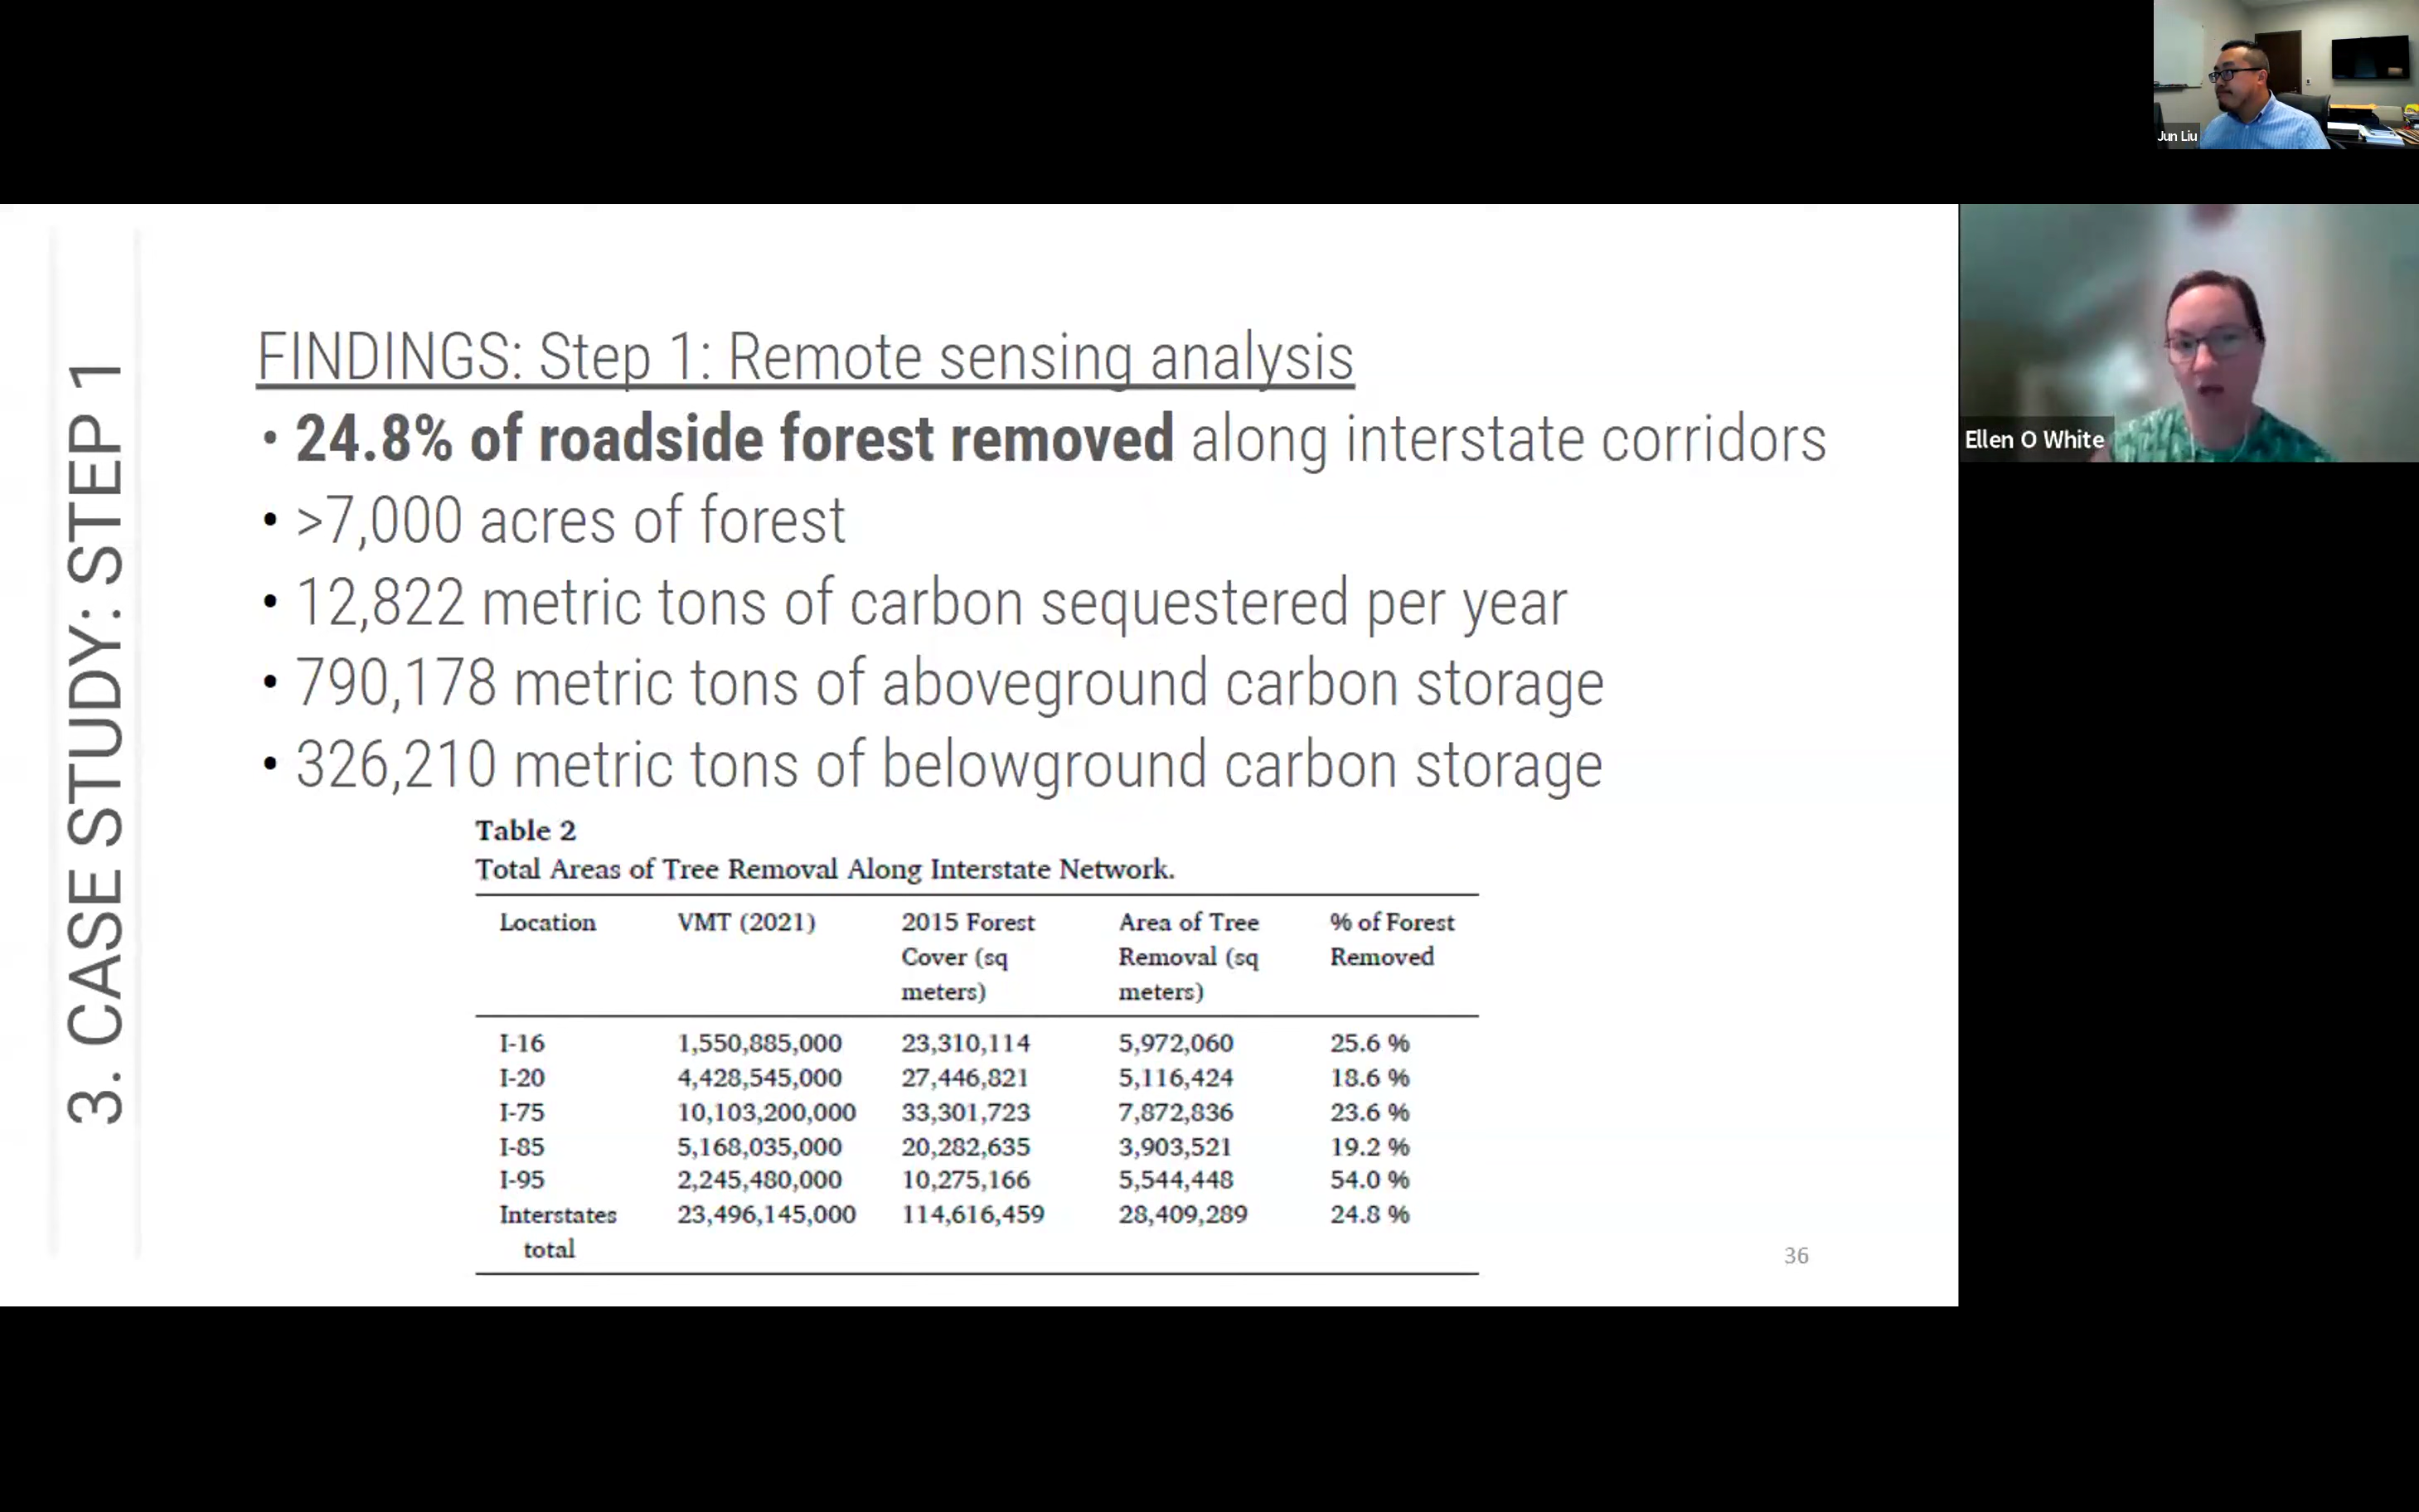 Jun Liu
Ellen O White
3. CASE STUDY: STEP 1
FINDINGS: Step 1: Remote sensing analysis
• 24.8% of roadside forest removed along interstate corridors
• >7,000 acres of forest
• 12,822 metric tons of carbon sequestered per year
• 790,178 metric tons of aboveground carbon storage
• 326,210 metric tons of belowground carbon storage
Table 2
Total Areas of Tree Removal Along Interstate Network.
Location VMT (2021) 2015 Forest Area of Tree % of Forest
Cover (sq Removal (sq Removed
meters) meters)
I-16 1,550,885,000 23,310,114 5,972,060 25.6 %
I-20 4,428,545,000 27,446,821 5,116,424 18.6 %
I-75 10,103,200,000 33,301,723 7,872,836 23.6 %
I-85 5,168,035,000 20,282,635 3,903,521 19.2 %
I-95 2,245,480,000 10,275,166 5,544,448 54.0 %
Interstates 23,496,145,000 114,616,459 28,409,289 24.8 %
total
36